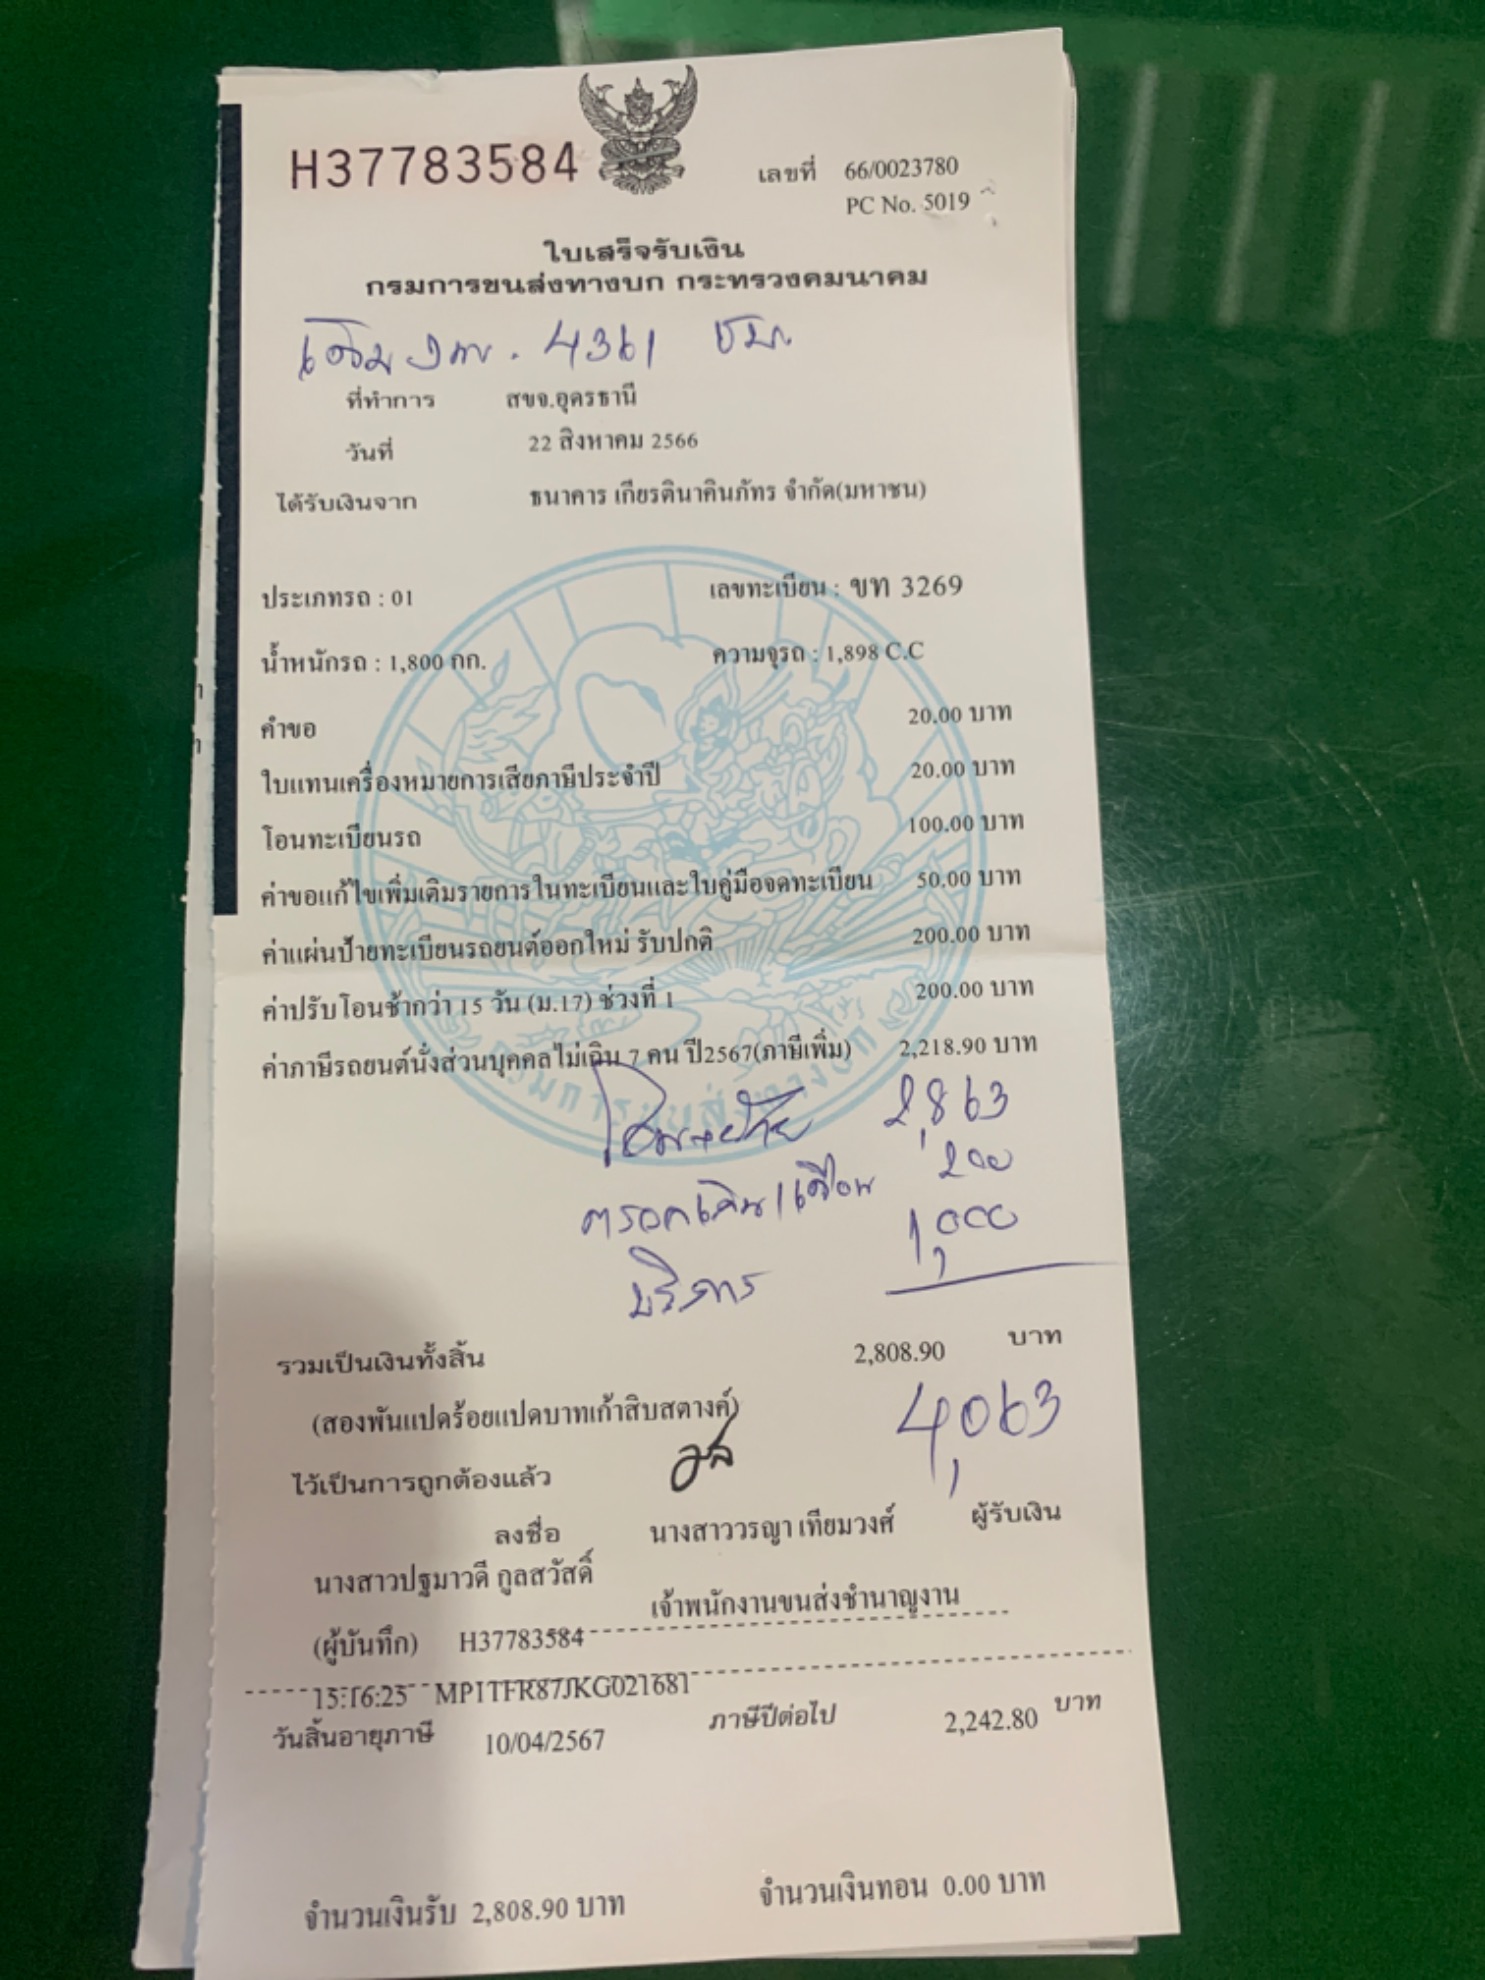 H37783584
เลขที่ 66/0023780
PC No. 5019
ใบเสร็จรับเงิน
กรมการขนส่งทางบก กระทรวงคมนาคม
เดิม 4361 ชม.
ที่ทำการ สขจ.อุดรธานี
วันที่ 22 สิงหาคม 2566
ได้รับเงินจาก ธนาคาร เกียรตินาคินภัทร จำกัด(มหาชน)
ประเภทรถ : 01 เลขทะเบียน : ขท 3269
น้ำหนักรถ : 1,800 กก. ความจุรถ : 1,898 C.C
คำขอ 20.00 บาท
ใบแทนเครื่องหมายการเสียภาษีประจำปี 20.00 บาท
โอนทะเบียนรถ 100.00 บาท
ค่าขอแก้ไขเพิ่มเติมรายการในทะเบียนและใบคู่มือจดทะเบียน 50.00 บาท
ค่าแผ่นป้ายทะเบียนรถยนต์ออกใหม่ รับปกติ 200.00 บาท
ค่าปรับโอนช้ากว่า 15 วัน (ม.17) ช่วงที่ 1 200.00 บาท
ค่าภาษีรถยนต์นั่งส่วนบุคคลไม่เกิน 7 คน ปี2567(ภาษีเพิ่ม) 2,218.90 บาท
กรมการขนส่งทางบก
2,863
200
บริการ 1,000
รวมเป็นเงินทั้งสิ้น 2,808.90 บาท
(สองพันแปดร้อยแปดบาทเก้าสิบสตางค์) 4,063
ไว้เป็นการถูกต้องแล้ว
ลงชื่อ นางสาววรญา เทียมวงศ์ ผู้รับเงิน
นางสาวปฐมาวดี กูลสวัสดิ์
เจ้าพนักงานขนส่งชำนาญงาน
(ผู้บันทึก) H37783584
15:16:25 MP1TFR87JKG021681
วันสิ้นอายุภาษี 10/04/2567 ภาษีปีต่อไป 2,242.80 บาท
จำนวนเงินรับ 2,808.90 บาท จำนวนเงินทอน 0.00 บาท